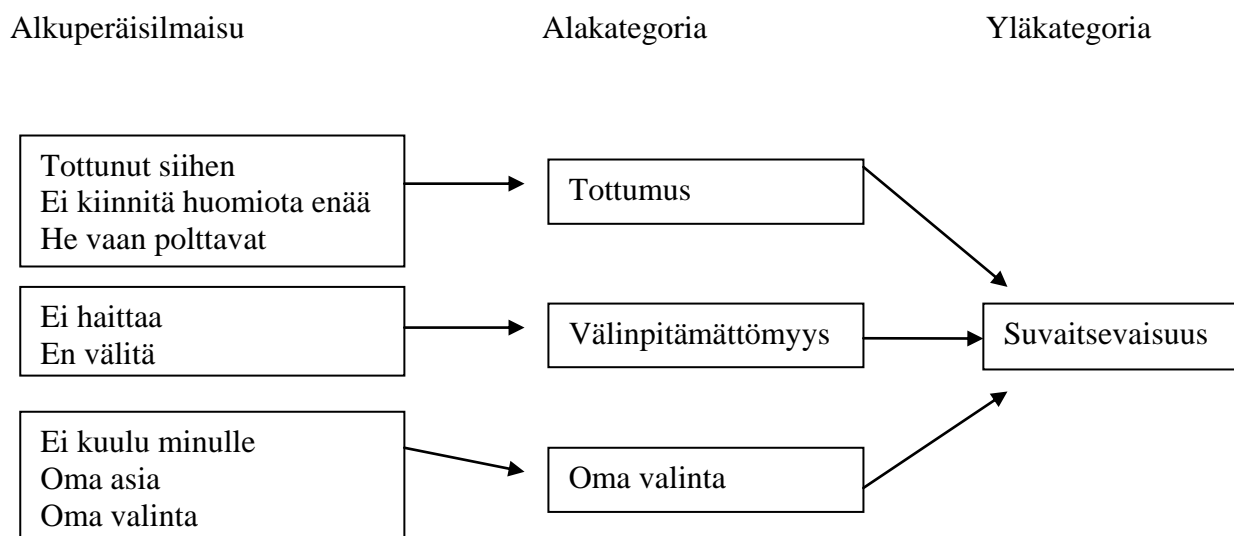 Alkuperäisilmaisu Alakategoria Yläkategoria
Tottunut siihen
Ei kiinnitä huomiota enää
He vaan polttavat
Tottumus
Ei haittaa
En välitä
Välinpitämättömyys
Suvaitsevaisuus
Ei kuulu minulle
Oma asia
Oma valinta
Oma valinta